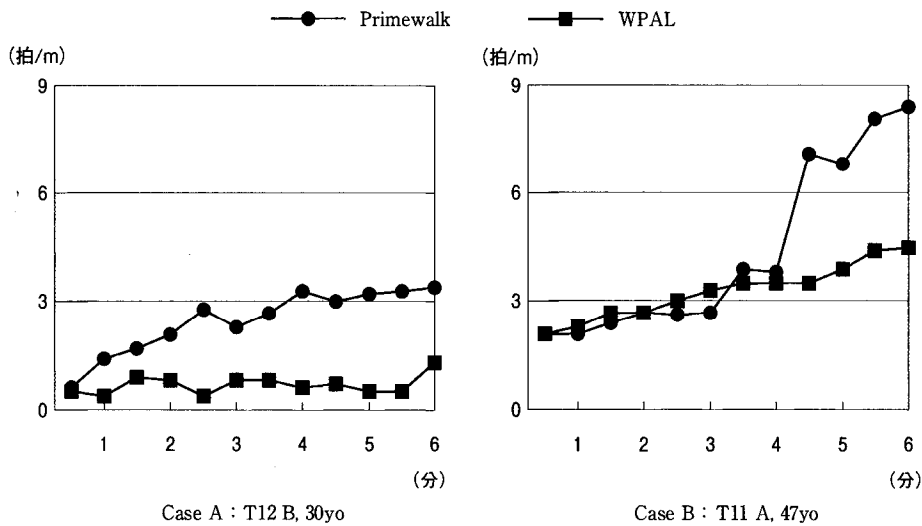 Primewalk WPAL
(拍/m) (拍/m)
9 9
6 6
3 3
0 0
1 2 3 4 5 6 1 2 3 4 5 6
(分) (分)
Case A : T12 B, 30yo Case B : T11 A, 47yo